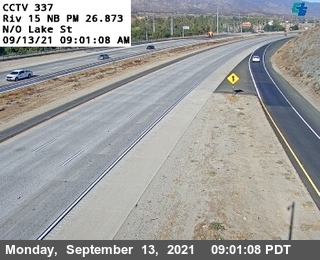 CCTV 337
Riv 15 NB PM 26.873
N/O Lake St
09/13/21 09:01:08 AM
Monday, September 13, 2021 09:01:08 PDT